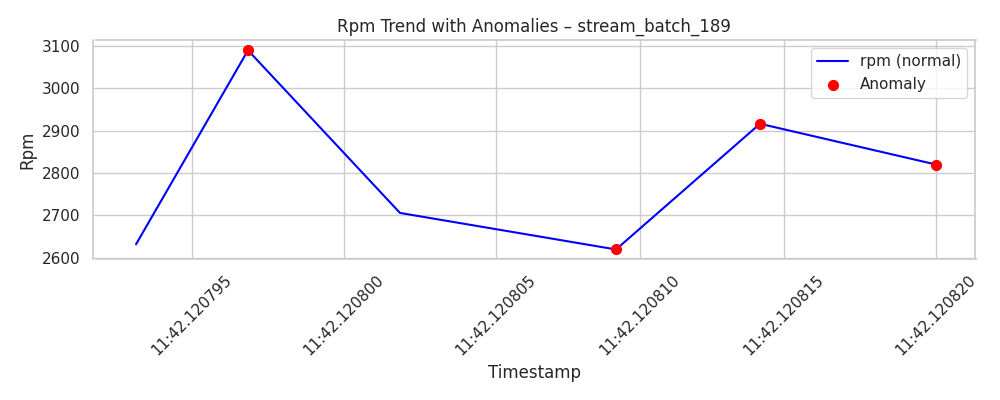 Rpm Trend with Anomalies – stream_batch_189
3100
3000
2900
2800
2700
2600
Rpm
rpm (normal)
Anomaly
11:42.120795
11:42.120800
11:42.120805
11:42.120810
11:42.120815
11:42.120820
Timestamp